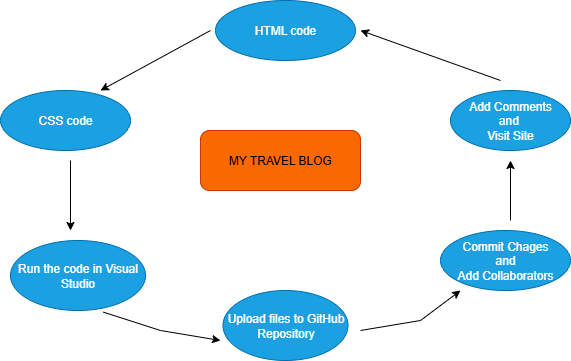 HTML code
CSS code
Add Comments
and
Visit Site
MY TRAVEL BLOG
Run the code in Visual
Studio
Commit Chages
and
Add Collaborators
Upload files to GitHub
Repository